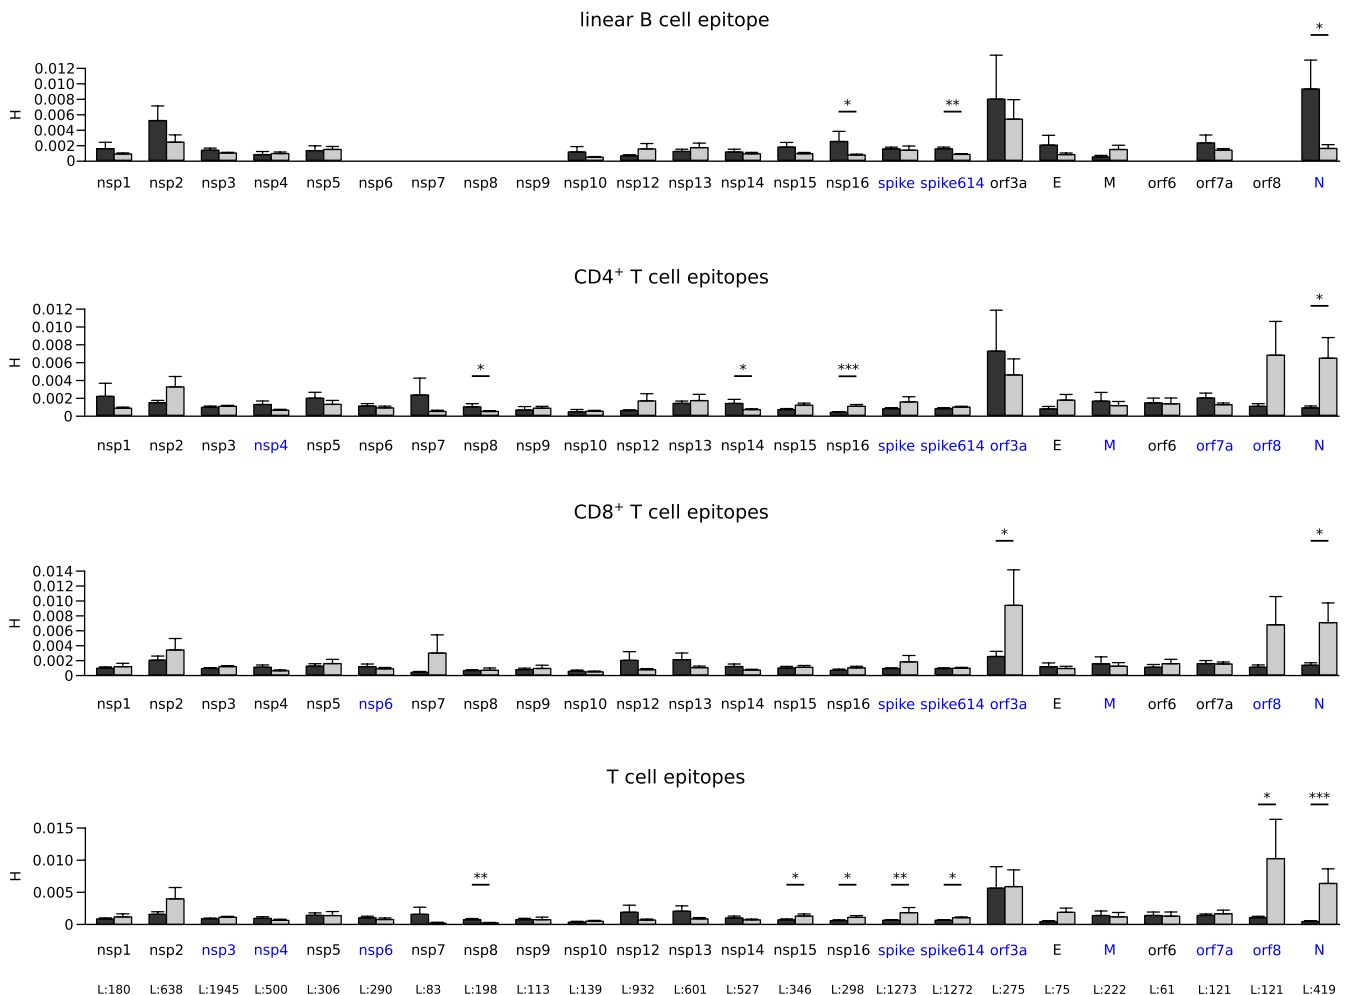 linear B cell epitope
*
0.012
0.010
0.008
0.006
0.004
0.002
0
H
* **
nsp1 nsp2 nsp3 nsp4 nsp5 nsp6 nsp7 nsp8 nsp9 nsp10 nsp12 nsp13 nsp14 nsp15 nsp16 spike spike614 orf3a E M orf6 orf7a orf8 N
CD4⁺ T cell epitopes
*
0.012
0.010
0.008
0.006
0.004
0.002
0
H
* * ***
nsp1 nsp2 nsp3 nsp4 nsp5 nsp6 nsp7 nsp8 nsp9 nsp10 nsp12 nsp13 nsp14 nsp15 nsp16 spike spike614 orf3a E M orf6 orf7a orf8 N
CD8⁺ T cell epitopes
* *
0.014
0.012
0.010
0.008
0.006
0.004
0.002
0
H
nsp1 nsp2 nsp3 nsp4 nsp5 nsp6 nsp7 nsp8 nsp9 nsp10 nsp12 nsp13 nsp14 nsp15 nsp16 spike spike614 orf3a E M orf6 orf7a orf8 N
T cell epitopes
* ***
0.015
0.010
0.005
0
H
** * * ** *
nsp1 nsp2 nsp3 nsp4 nsp5 nsp6 nsp7 nsp8 nsp9 nsp10 nsp12 nsp13 nsp14 nsp15 nsp16 spike spike614 orf3a E M orf6 orf7a orf8 N
L:180 L:638 L:1945 L:500 L:306 L:290 L:83 L:198 L:113 L:139 L:932 L:601 L:527 L:346 L:298 L:1273 L:1272 L:275 L:75 L:222 L:61 L:121 L:121 L:419